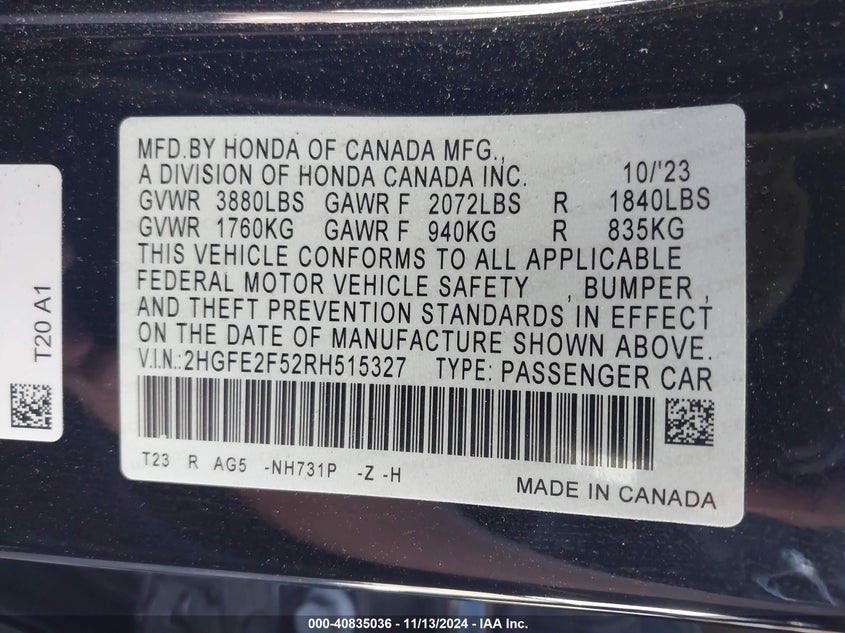 MFD.BY HONDA OF CANADA MFG.,
A DIVISION OF HONDA CANADA INC. 10/'23
GVWR 3880LBS GAWR F 2072LBS R 1840LBS
GVWR 1760KG GAWR F 940KG R 835KG
THIS VEHICLE CONFORMS TO ALL APPLICABLE
FEDERAL MOTOR VEHICLE SAFETY , BUMPER ,
AND THEFT PREVENTION STANDARDS IN EFFECT
ON THE DATE OF MANUFACTURE SHOWN ABOVE.
V.I.N.:2HGFE2F52RH515327 TYPE: PASSENGER CAR
T23 R AG5 -NH731P -Z -H
MADE IN CANADA
T20 A1
000-40835036 - 11/13/2024 - IAA Inc.